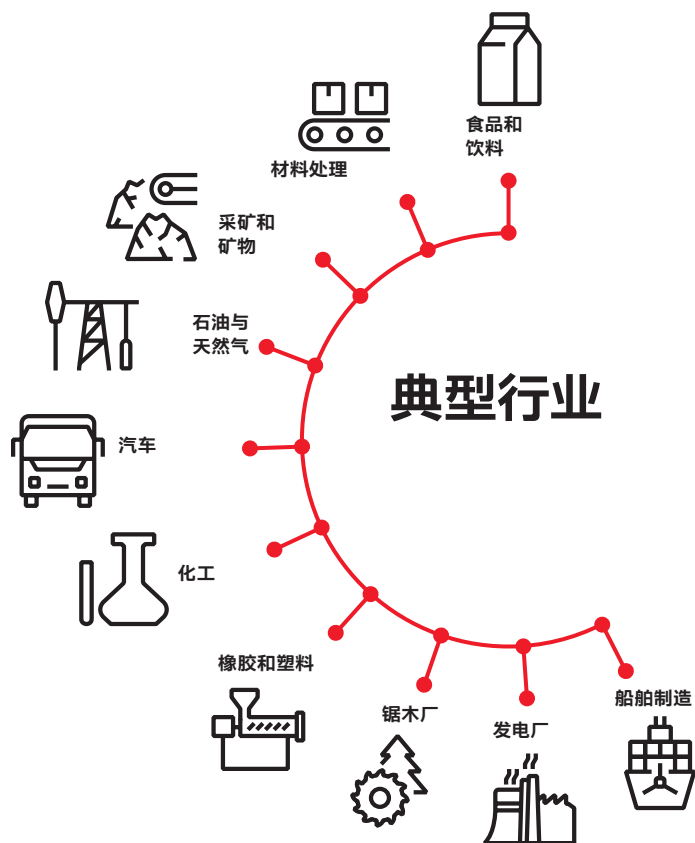 食品和
饮料
材料处理
采矿和
矿物
石油与
天然气
典型行业
汽车
化工
橡胶和塑料
锯木厂
发电厂
船舶制造